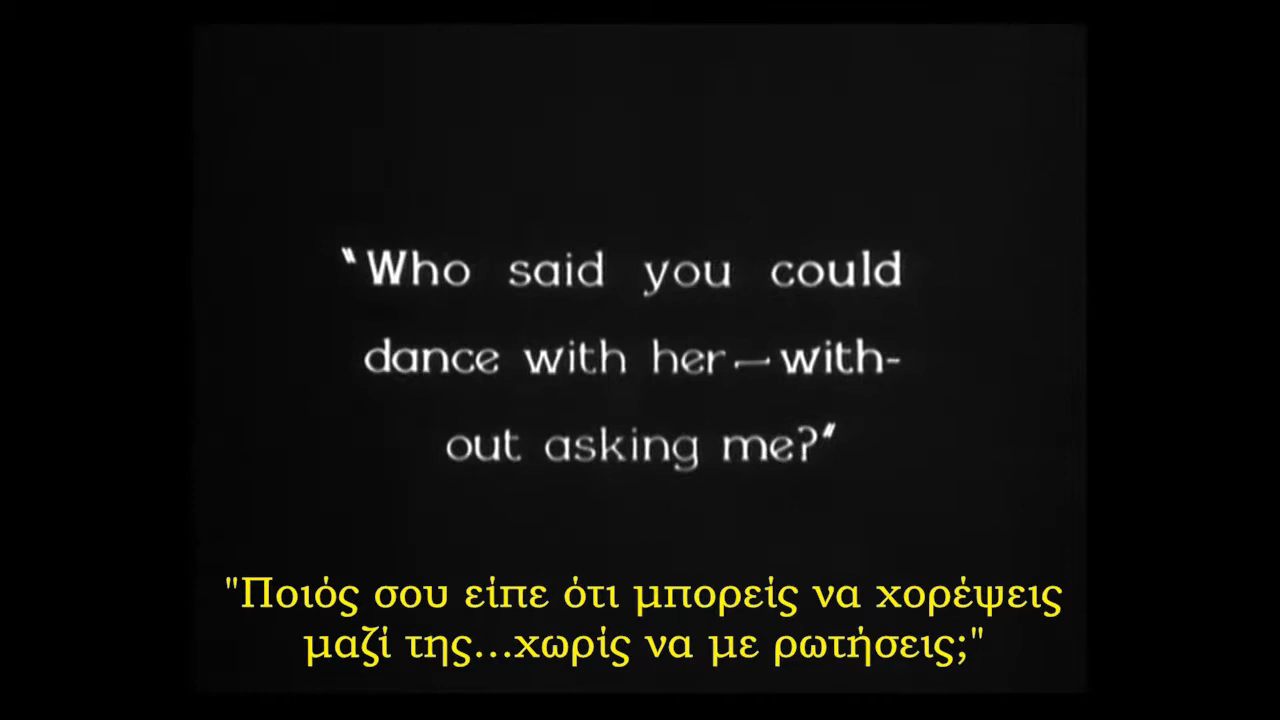 "Who said you could
dance with her—with-
out asking me?"
"Ποιός σου είπε ότι μπορείς να χορέψεις
μαζί της...χωρίς να με ρωτήσεις;"